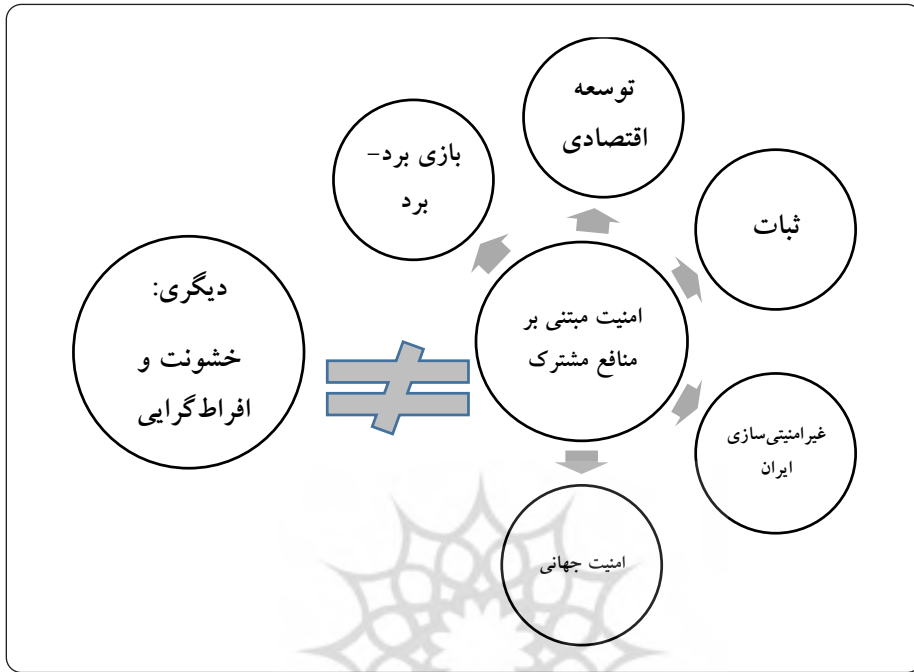 توسعه
اقتصادی
بازی برد–
برد
ثبات
دیگری:
خشونت و
افراط‌گرایی
امنیت مبتنی بر
منافع مشترک
غیرامنیتی‌سازی
ایران
امنیت جهانی